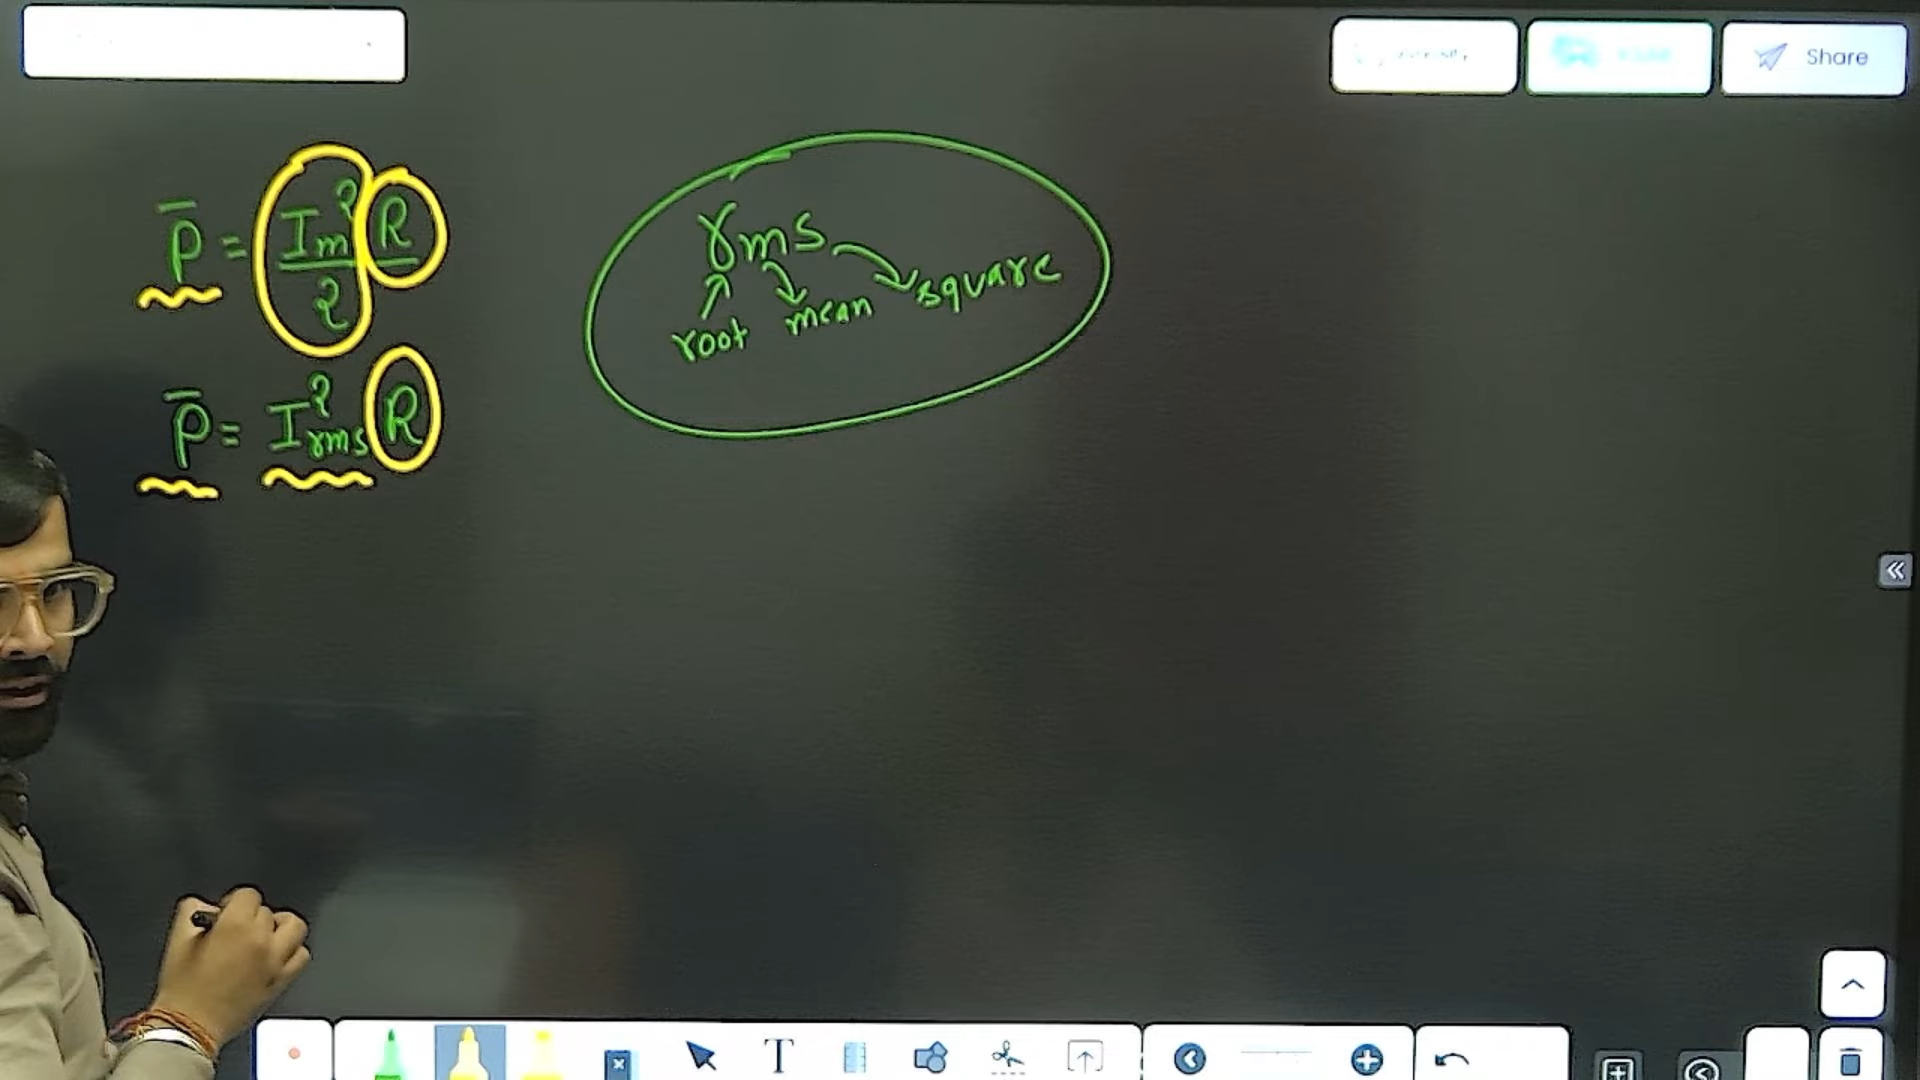 Share
P̄ = I_m² R / 2
rms
root mean square
P̄ = I²_rms R
T